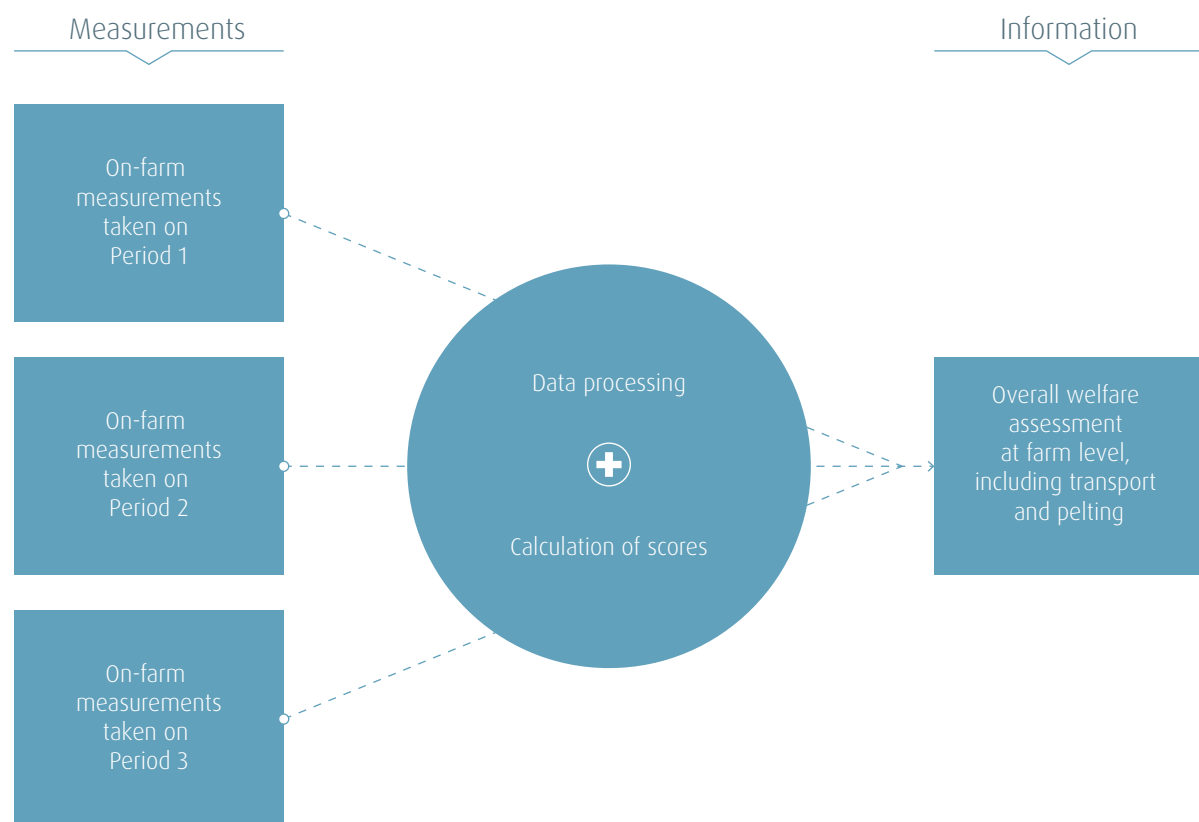 Measurements
Information
On-farm
measurements
taken on
Period 1
On-farm
measurements
taken on
Period 2
On-farm
measurements
taken on
Period 3
Data processing
Calculation of scores
Overall welfare
assessment
at farm level,
including transport
and pelting